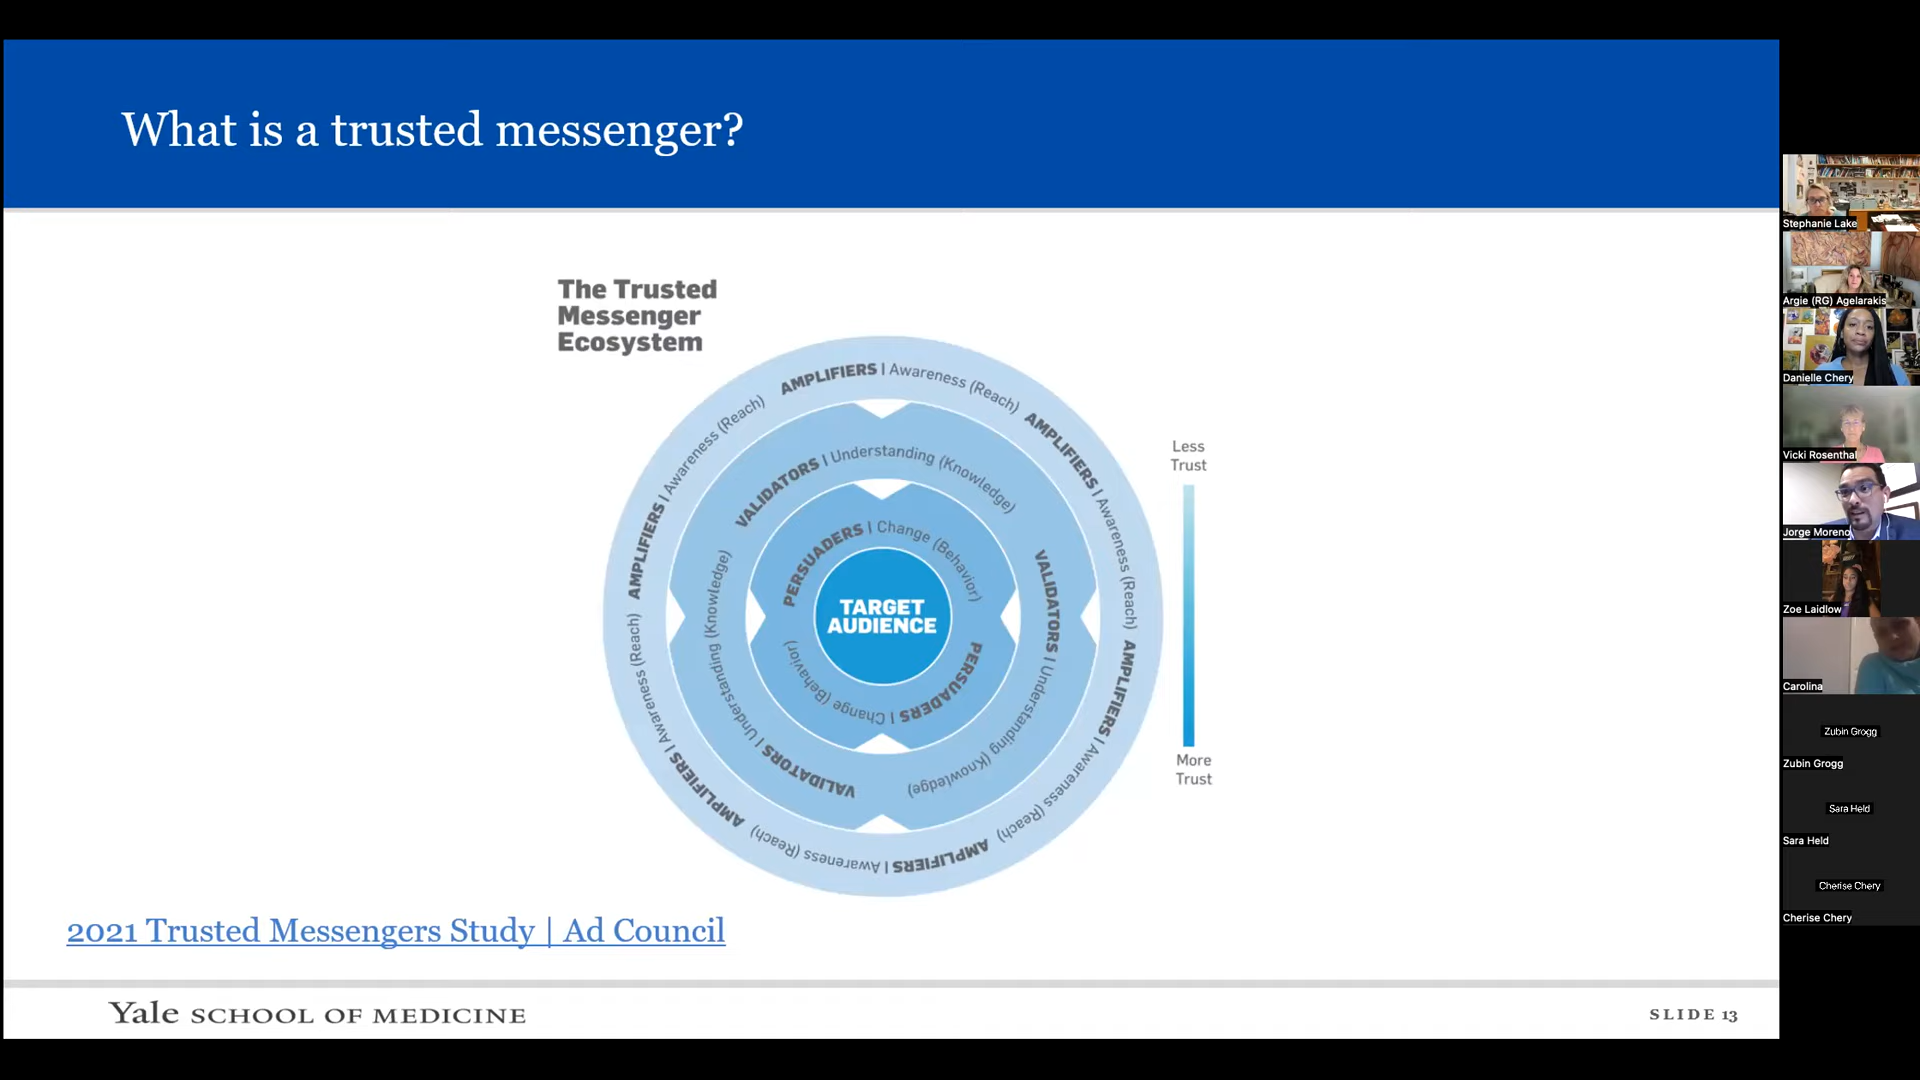 What is a trusted messenger?
The Trusted
Messenger
Ecosystem
AMPLIFIERS | Awareness (Reach)
AMPLIFIERS | Awareness (Reach)
AMPLIFIERS | Awareness (Reach)
AMPLIFIERS | Awareness (Reach)
AMPLIFIERS | Awareness (Reach)
AMPLIFIERS | Awareness (Reach)
VALIDATORS | Understanding (Knowledge)
VALIDATORS | Understanding (Knowledge)
VALIDATORS | Understanding (Knowledge)
PERSUADERS | Change (Behavior)
PERSUADERS | Change (Behavior)
TARGET
AUDIENCE
Less
Trust
More
Trust
2021 Trusted Messengers Study | Ad Council
Yale SCHOOL OF MEDICINE
SLIDE 13
Stephanie Lake
Argie (RG) Agelarakis
Danielle Chery
Vicki Rosenthal
Jorge Moreno
Zoe Laidlow
Carolina
Zubin Grogg
Zubin Grogg
Sara Held
Sara Held
Cherise Chery
Cherise Chery